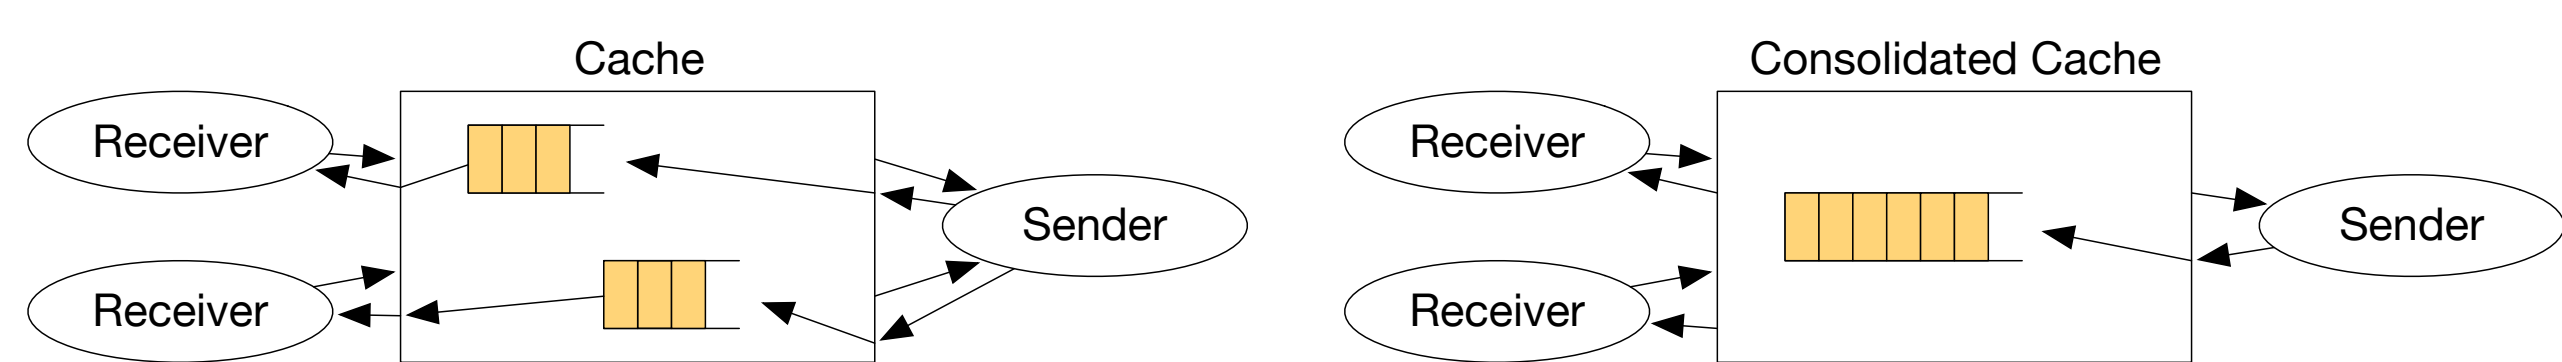 Cache
Receiver
Receiver
Sender
Consolidated Cache
Receiver
Receiver
Sender